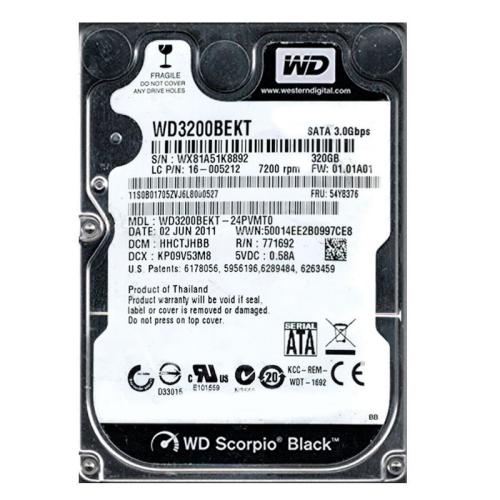 FRAGILE
DO NOT COVER
ANY DRIVE HOLES
WD
www.westerndigital.com
WD3200BEKT
SATA 3.0Gbps
S/N: WX81A51K8892 320GB
LC P/N: 16-005212 7200 rpm FW: 01.01A01
FRU: 54Y8376
MDL: WD3200BEKT-24PVMT0
DATE: 02 JUN 2011 WWN:50014EE2B0997CE8
DCM: HHCTJHBB R/N: 771692
DCX: KP09V53M8 5VDC: 0.58A
U.S. Patents: 6178056, 5956196,6289484, 6263459
Product of Thailand
Product warranty will be void if seal,
label or cover is removed or damaged.
Do not press on top cover.
SERIAL
ATA
D33015
c US
E101559
20
KCC-REM-
WDT-1692
CE
BB
WD Scorpio® Black™